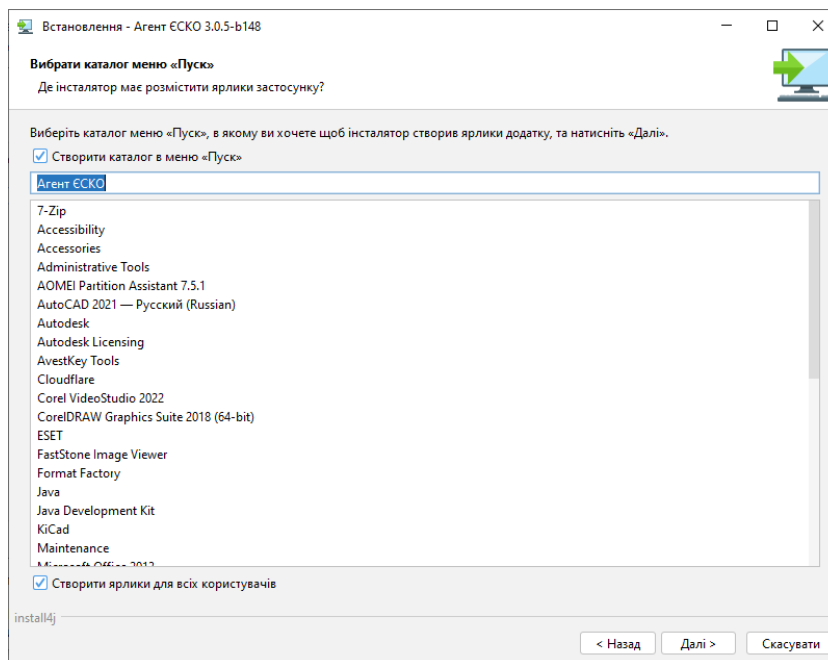 Встановлення - Агент ЄСКО 3.0.5-b148
Вибрати каталог меню «Пуск»
Де інсталятор має розмістити ярлики застосунку?
Виберіть каталог меню «Пуск», в якому ви хочете щоб інсталятор створив ярлики додатку, та натисніть «Далі».
Створити каталог в меню «Пуск»
Агент ЄСКО
7-Zip
Accessibility
Accessories
Administrative Tools
AOMEI Partition Assistant 7.5.1
AutoCAD 2021 — Русский (Russian)
Autodesk
Autodesk Licensing
AvestKey Tools
Cloudflare
Corel VideoStudio 2022
CorelDRAW Graphics Suite 2018 (64-bit)
ESET
FastStone Image Viewer
Format Factory
Java
Java Development Kit
KiCad
Maintenance
Microsoft Office 2013
Створити ярлики для всіх користувачів
install4j
< Назад
Далі >
Скасувати